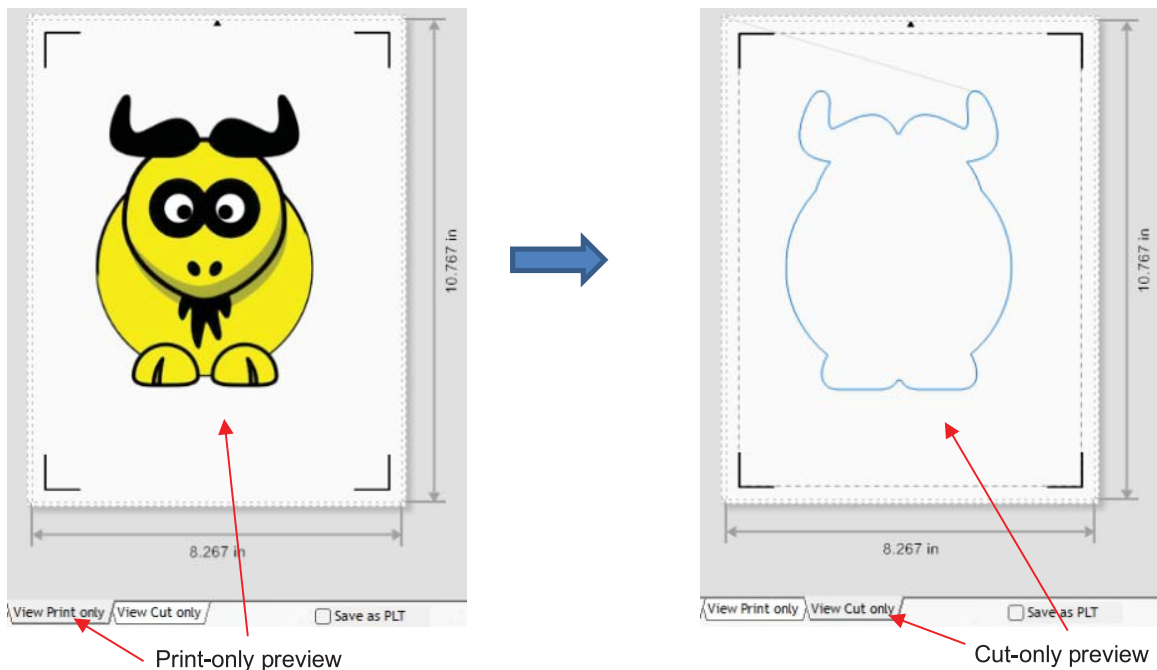 10.767 in
8.267 in
View Print only View Cut only Save as PLT
Print-only preview
10.767 in
8.267 in
View Print only View Cut only Save as PLT
Cut-only preview